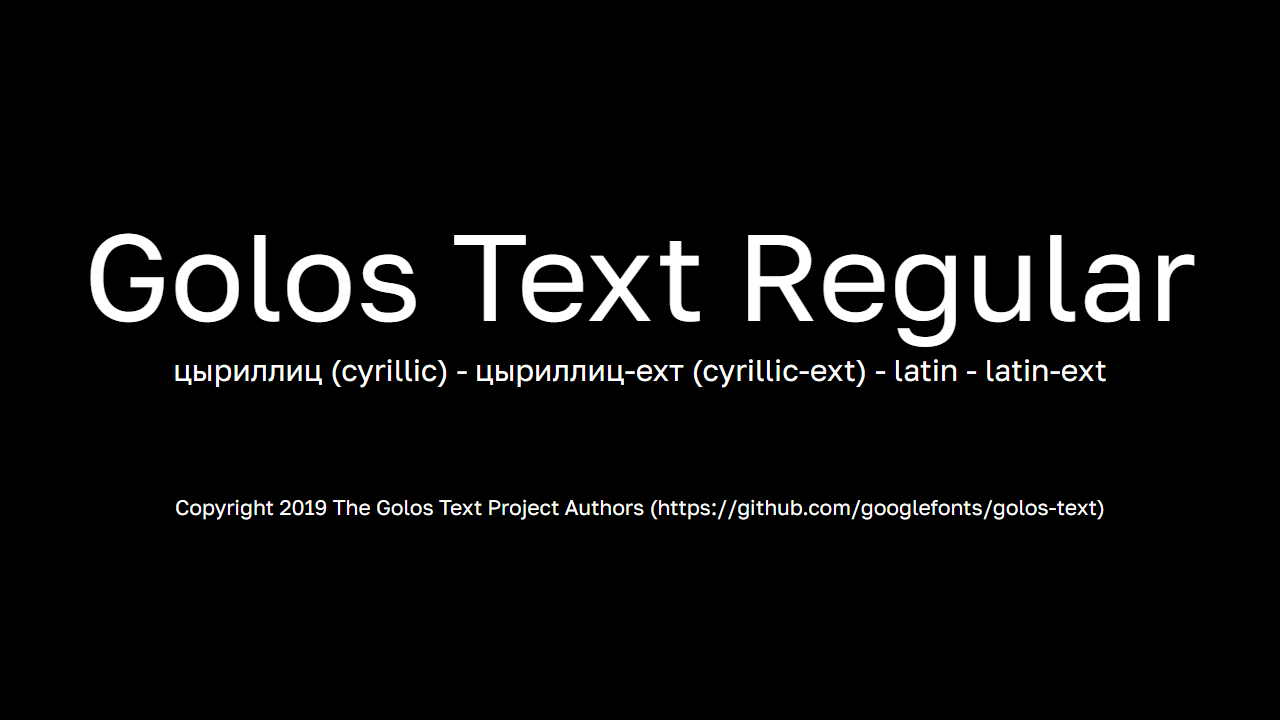 Golos Text Regular
цыриллиц (cyrillic) - цыриллиц-ехт (cyrillic-ext) - latin - latin-ext
Copyright 2019 The Golos Text Project Authors (https://github.com/googlefonts/golos-text)